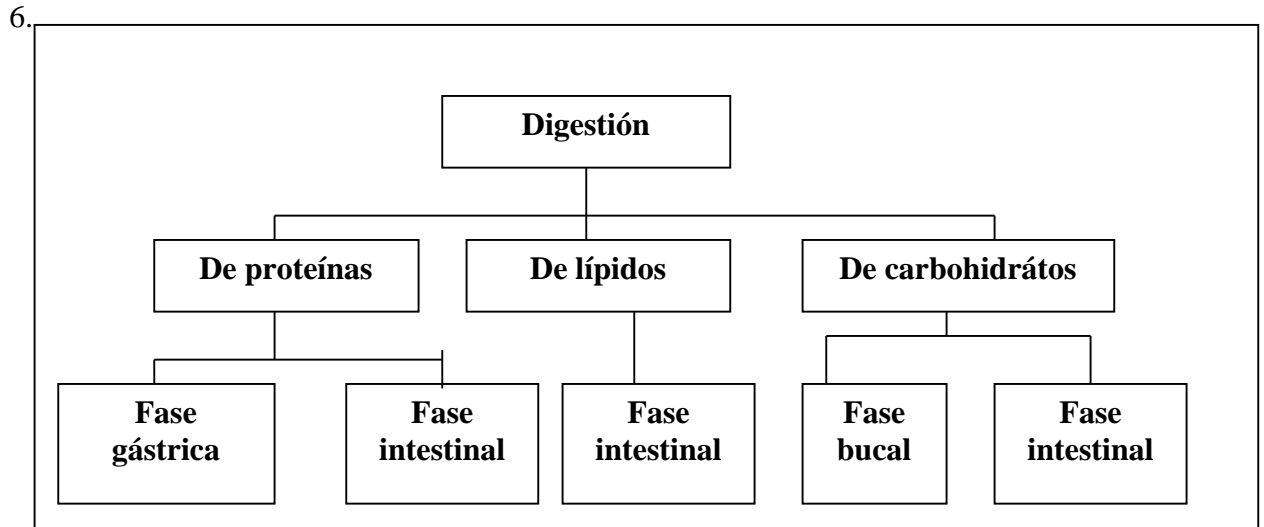 6.
Digestión
De proteínas
De lípidos
De carbohidrátos
Fase
gástrica
Fase
intestinal
Fase
intestinal
Fase
bucal
Fase
intestinal